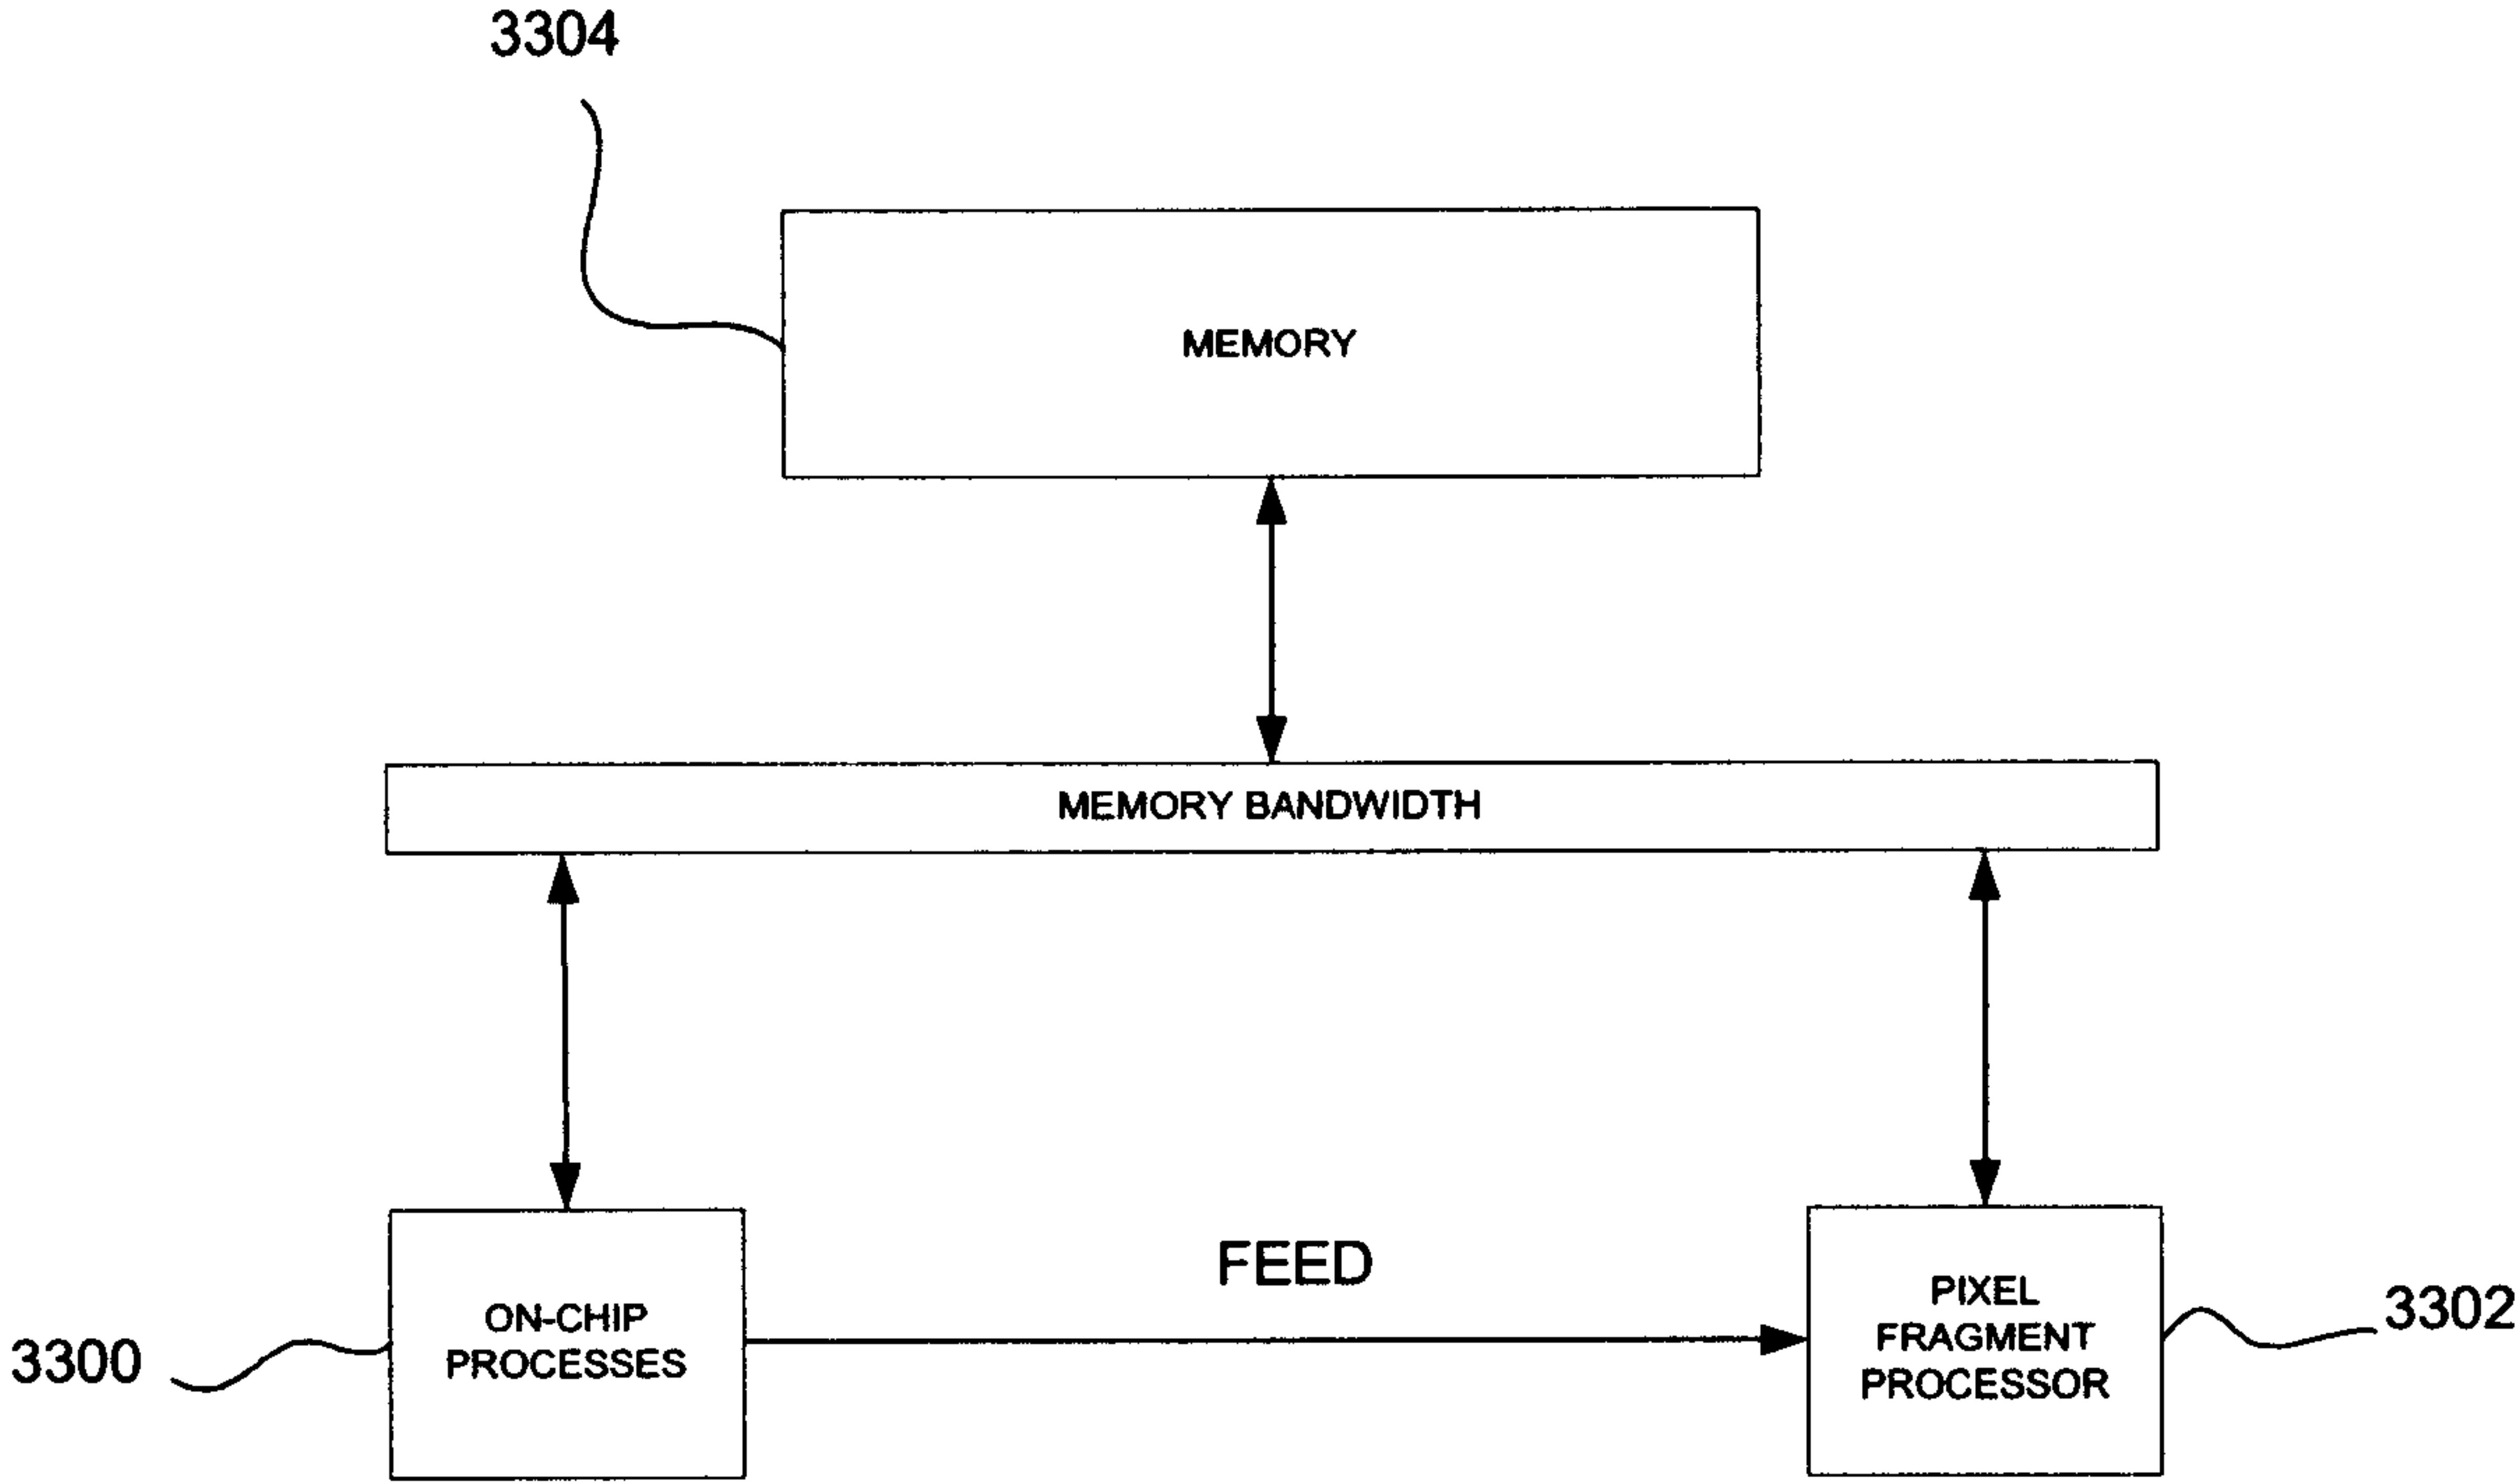 3304
MEMORY
MEMORY BANDWIDTH
FEED
ON-CHIP
PROCESSES
PIXEL
FRAGMENT
PROCESSOR
3300
3302